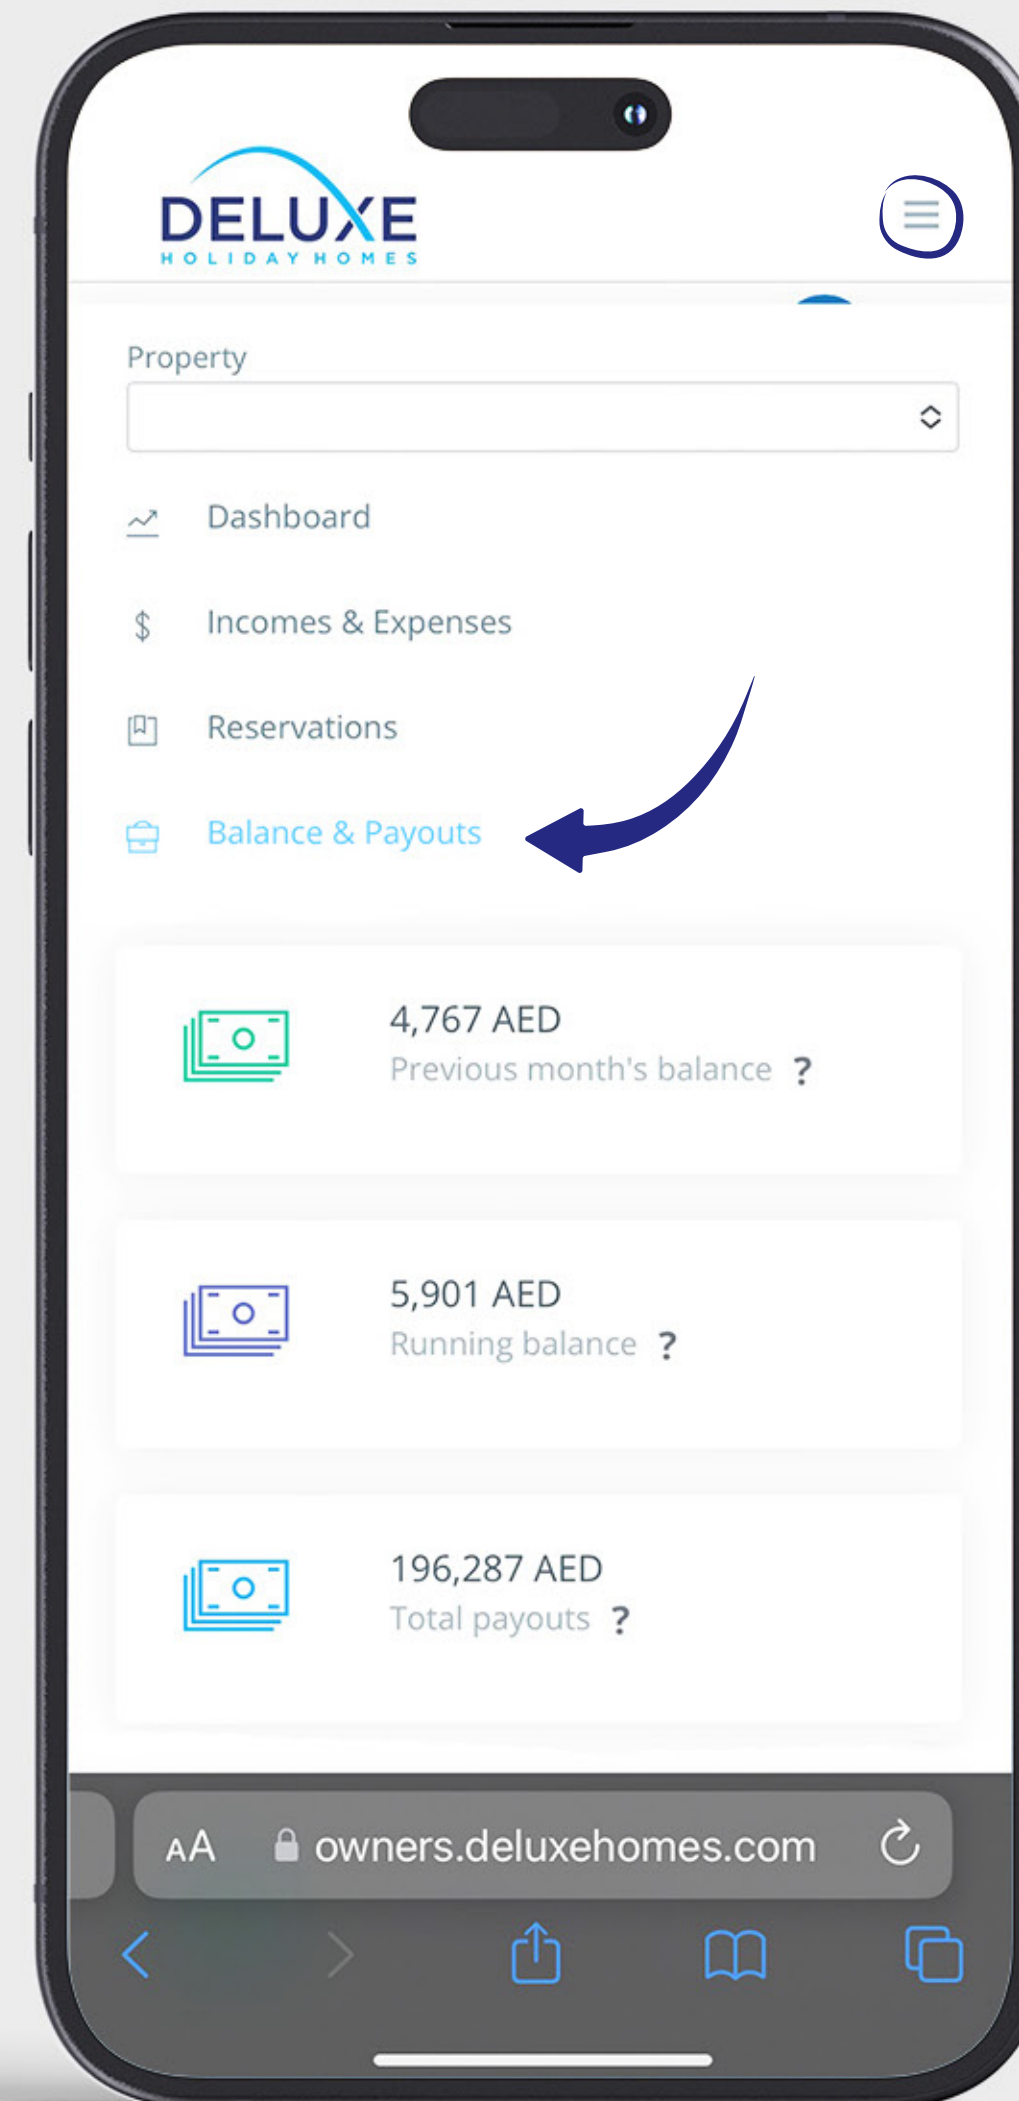 DELUXE
HOLIDAY HOMES
Property
Dashboard
$ Incomes & Expenses
Reservations
Balance & Payouts
4,767 AED
Previous month's balance ?
5,901 AED
Running balance ?
196,287 AED
Total payouts ?
AA owners.deluxehomes.com